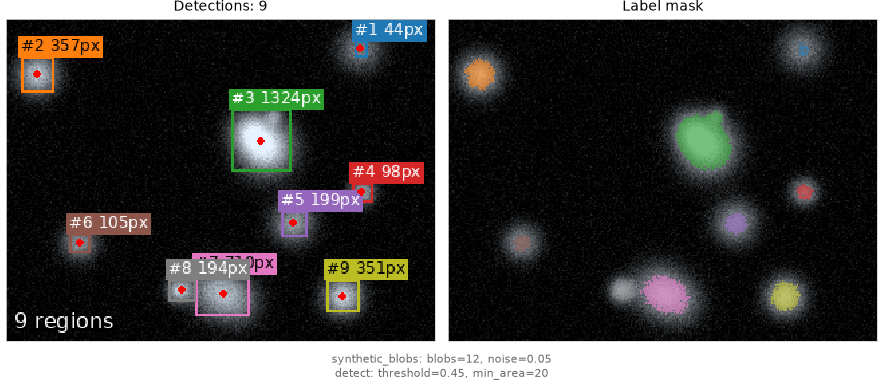 Detections: 9
Label mask
#1 44px
#2 357px
#3 1324px
#4 98px
#5 199px
#6 105px
#8 194px
#9 351px
9 regions
synthetic_blobs: blobs=12, noise=0.05
detect: threshold=0.45, min_area=20